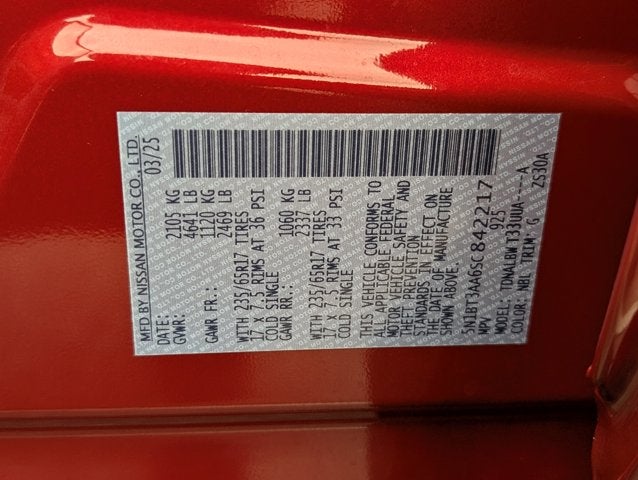 MFD BY NISSAN MOTOR CO., LTD.
DATE: 03/25
GVWR: 2105 KG
4641 LB
GAWR FR.: 1120 KG
2469 LB
WITH 235/65R17 TIRES
17 X 7.5 RIMS AT 36 PSI
COLD SINGLE
GAWR RR.: 1060 KG
2337 LB
WITH 235/65R17 TIRES
17 X 7.5 RIMS AT 33 PSI
COLD SINGLE
THIS VEHICLE CONFORMS TO
ALL APPLICABLE FEDERAL
MOTOR VEHICLE SAFETY AND
THEFT PREVENTION
STANDARDS IN EFFECT ON
THE DATE OF MANUFACTURE
SHOWN ABOVE.
5N1BT3AA6SC842217
MPV 925
MODEL: TDNALBW T33UUA----A
COLOR: NBL TRIM: G ZS30A